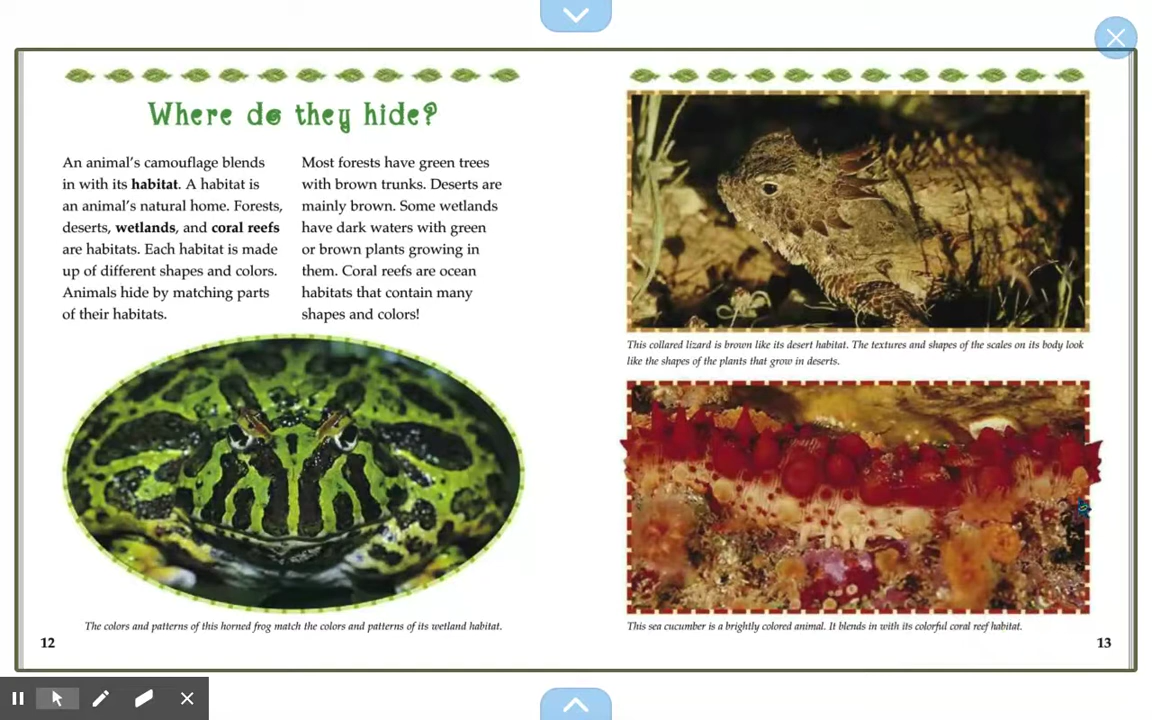 Where do they hide?
An animal's camouflage blends
in with its habitat. A habitat is
an animal's natural home. Forests,
deserts, wetlands, and coral reefs
are habitats. Each habitat is made
up of different shapes and colors.
Animals hide by matching parts
of their habitats.
Most forests have green trees
with brown trunks. Deserts are
mainly brown. Some wetlands
have dark waters with green
or brown plants growing in
them. Coral reefs are ocean
habitats that contain many
shapes and colors!
The colors and patterns of this horned frog match the colors and patterns of its wetland habitat.
12
This collared lizard is brown like its desert habitat. The textures and shapes of the scales on its body look
like the shapes of the plants that grow in deserts.
This sea cucumber is a brightly colored animal. It blends in with its colorful coral reef habitat.
13